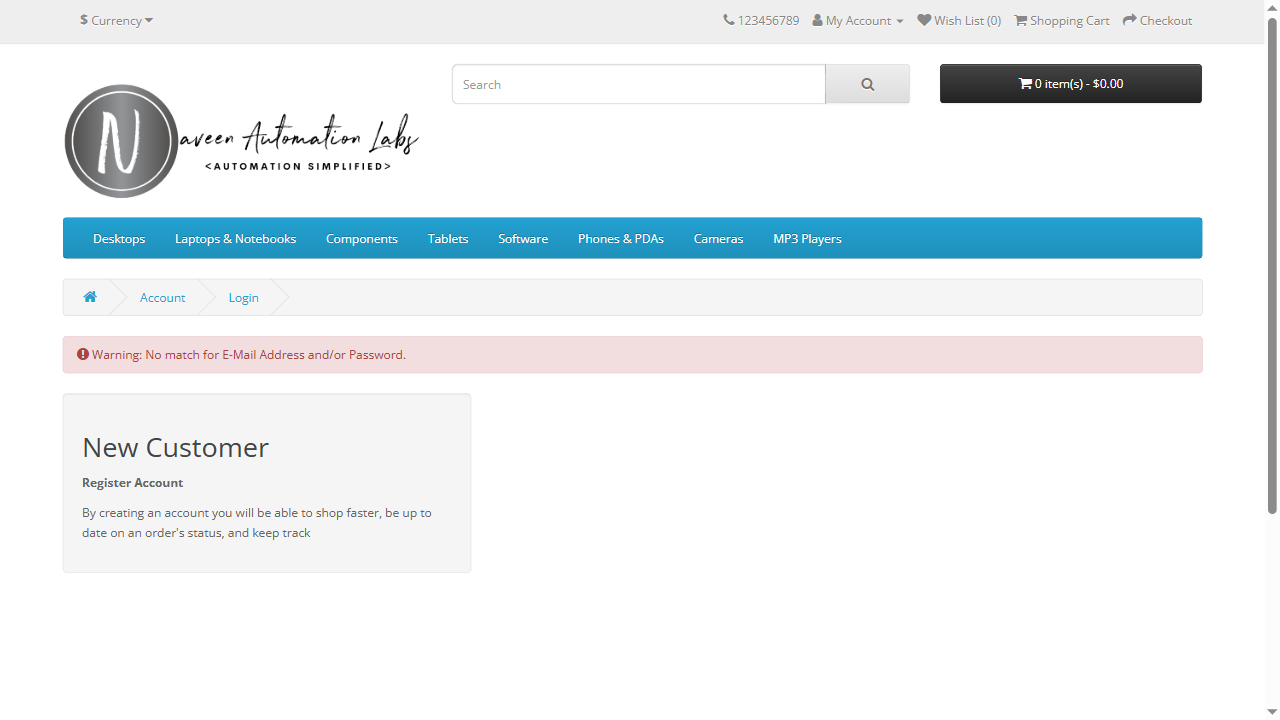 $ Currency
123456789 My Account Wish List (0) Shopping Cart Checkout
Search
0 item(s) - $0.00
N
aveen Automation Labs
<AUTOMATION SIMPLIFIED>
Desktops Laptops & Notebooks Components Tablets Software Phones & PDAs Cameras MP3 Players
Account Login
Warning: No match for E-Mail Address and/or Password.
New Customer
Register Account
By creating an account you will be able to shop faster, be up to
date on an order's status, and keep track